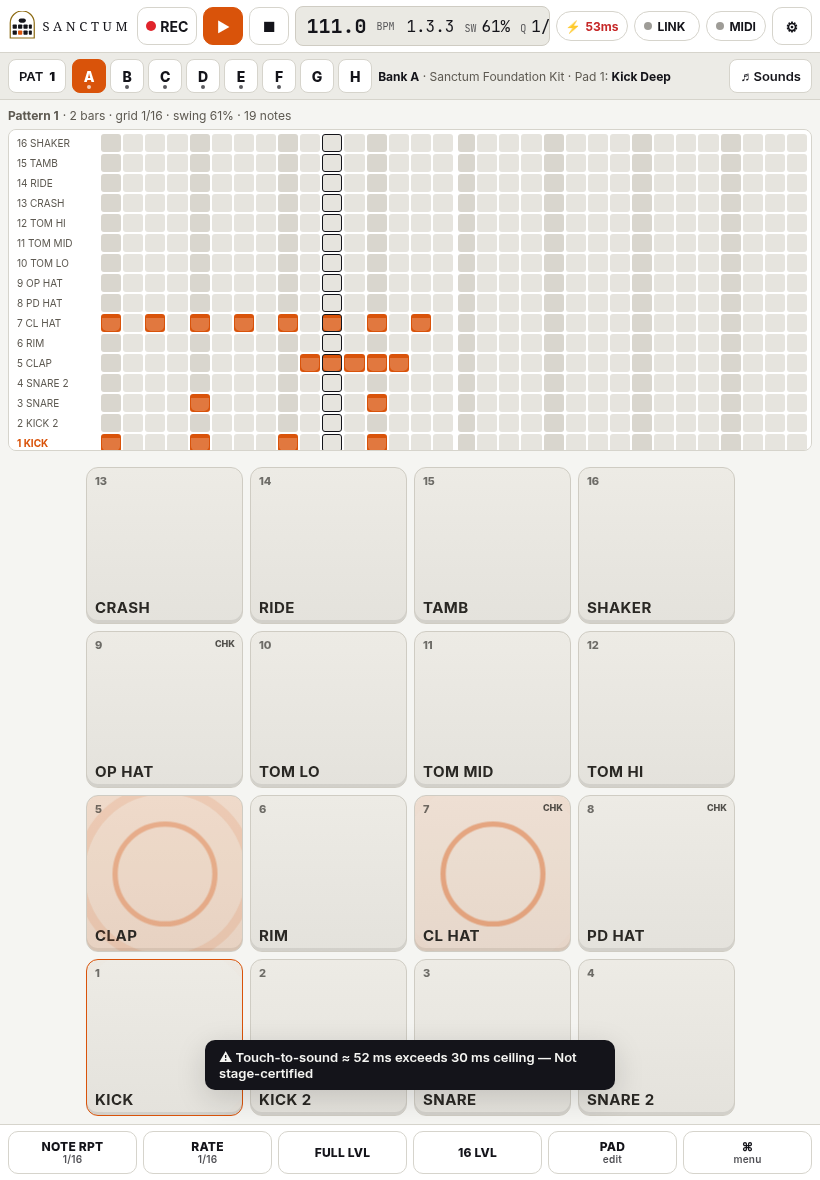 SANCTUM REC 111.0 BPM 1.3.3 SW 61% Q 1/ ⚡ 53ms LINK MIDI
PAT 1 A B C D E F G H Bank A · Sanctum Foundation Kit · Pad 1: Kick Deep ♬ Sounds
Pattern 1 · 2 bars · grid 1/16 · swing 61% · 19 notes
16 SHAKER
15 TAMB
14 RIDE
13 CRASH
12 TOM HI
11 TOM MID
10 TOM LO
9 OP HAT
8 PD HAT
7 CL HAT
6 RIM
5 CLAP
4 SNARE 2
3 SNARE
2 KICK 2
1 KICK
13 14 15 16
CRASH RIDE TAMB SHAKER
9 CHK 10 11 12
OP HAT TOM LO TOM MID TOM HI
5 6 7 CHK 8 CHK
CLAP RIM CL HAT PD HAT
1 2 3 4
⚠ Touch-to-sound ≈ 52 ms exceeds 30 ms ceiling — Not
stage-certified
KICK KICK 2 SNARE SNARE 2
NOTE RPT RATE FULL LVL 16 LVL PAD ⌘
1/16 1/16 edit menu